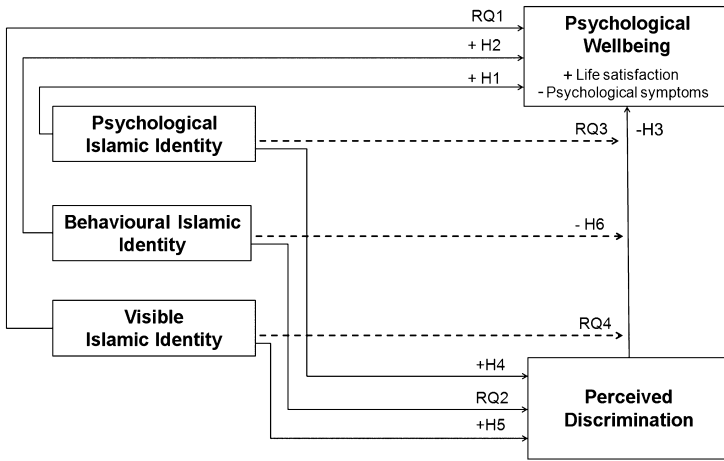 RQ1
+ H2
+ H1
Psychological
Wellbeing
+ Life satisfaction
- Psychological symptoms
Psychological
Islamic Identity
RQ3
-H3
Behavioural Islamic
Identity
- H6
Visible
Islamic Identity
RQ4
+H4
RQ2
+H5
Perceived
Discrimination